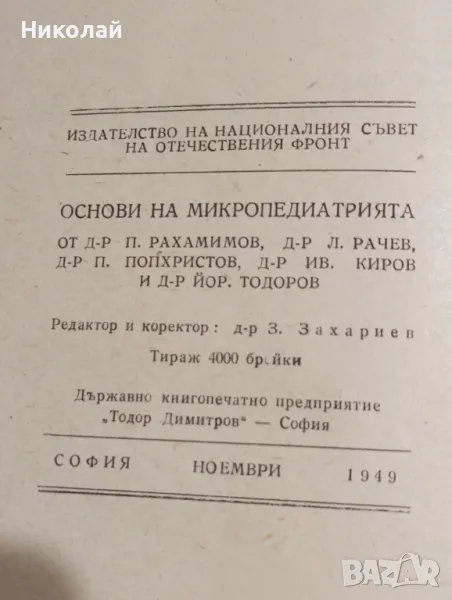 Николай
ИЗДАТЕЛСТВО НА НАЦИОНАЛНИЯ СЪВЕТ
НА ОТЕЧЕСТВЕНИЯ ФРОНТ
ОСНОВИ НА МИКРОПЕДИАТРИЯТА
ОТ Д-Р П. РАХАМИМОВ, Д-Р Л. РАЧЕВ,
Д-Р П. ПОПХРИСТОВ, Д-Р ИВ. КИРОВ
И Д-Р ЙОР. ТОДОРОВ
Редактор и коректор: д-р З. Захариев
Тираж 4000 бройки
Държавно книгопечатно предприятие
„Тодор Димитров" — София
СОФИЯ НОЕМВРИ 1949
BAZAR